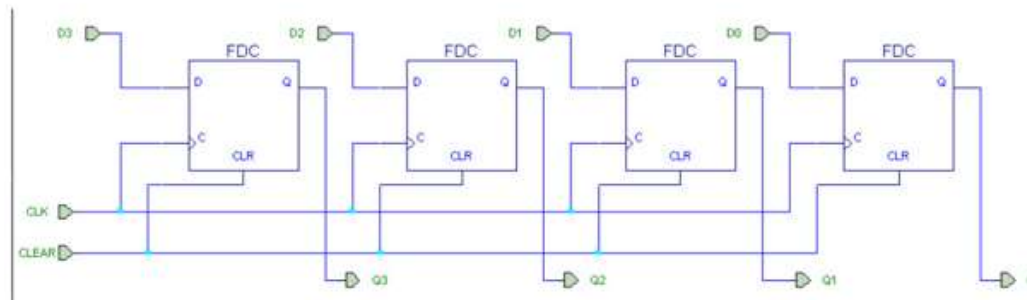 D3 D2 D1 D0
FDC FDC FDC FDC
D Q D Q D Q D Q
C C C C
CLR CLR CLR CLR
CLK
CLEAR
Q3 Q2 Q1